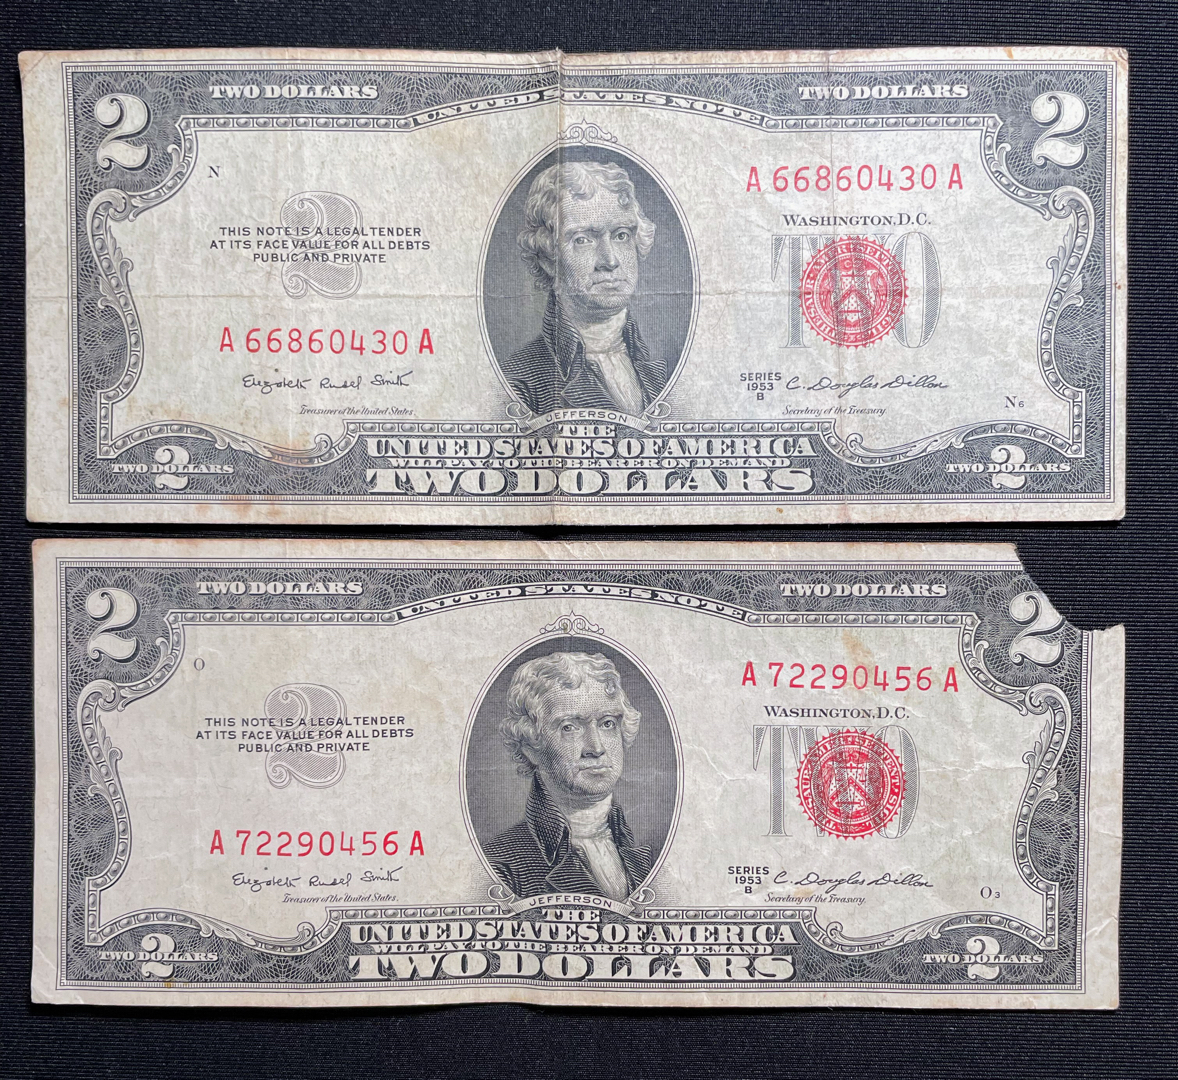 TWO DOLLARS
UNITED STATES NOTE
TWO DOLLARS
2
2
N
A 66860430 A
WASHINGTON, D.C.
2
THIS NOTE IS A LEGAL TENDER
AT ITS FACE VALUE FOR ALL DEBTS
PUBLIC AND PRIVATE
TWO
A 66860430 A
Elizabeth Rudel Smith
Treasurer of the United States.
SERIES
1953
B
C. Douglas Dillon
Secretary of the Treasury.
N 6
JEFFERSON
THE
UNITED STATES OF AMERICA
WILL PAY TO THE BEARER ON DEMAND
TWO DOLLARS
TWO 2 DOLLARS
TWO 2 DOLLARS
TWO DOLLARS
UNITED STATES NOTE
TWO DOLLARS
2
2
O
A 72290456 A
WASHINGTON, D.C.
2
THIS NOTE IS A LEGAL TENDER
AT ITS FACE VALUE FOR ALL DEBTS
PUBLIC AND PRIVATE
TWO
A 72290456 A
Elizabeth Rudel Smith
Treasurer of the United States.
SERIES
1953
B
C. Douglas Dillon
Secretary of the Treasury.
O 3
JEFFERSON
THE
UNITED STATES OF AMERICA
WILL PAY TO THE BEARER ON DEMAND
TWO DOLLARS
TWO 2 DOLLARS
TWO 2 DOLLARS